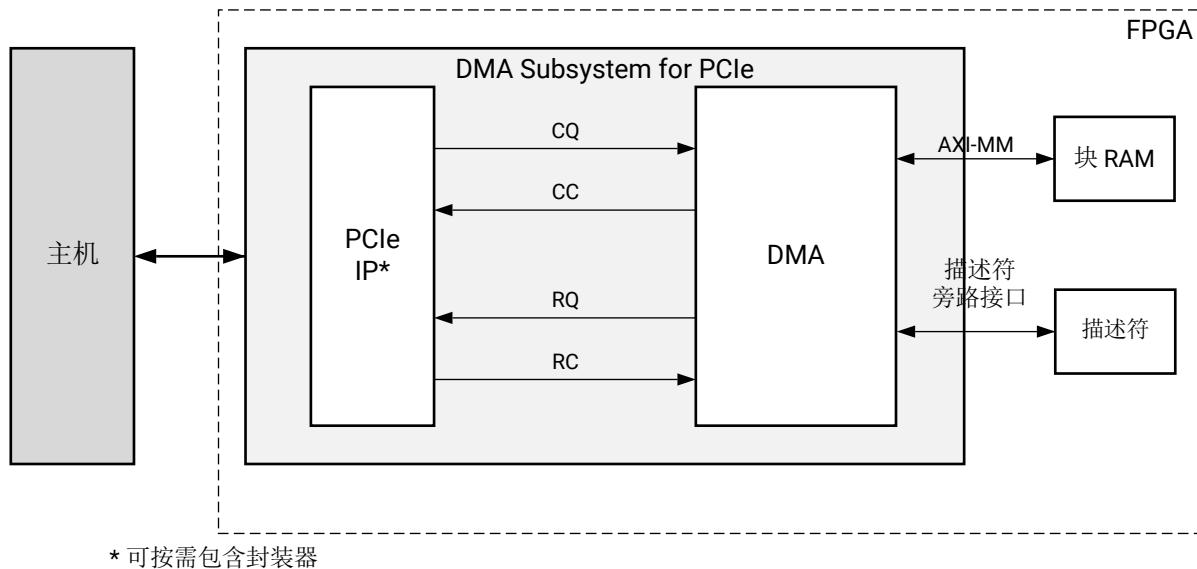 FPGA
DMA Subsystem for PCIe
主机
PCIe
IP*
CQ
CC
RQ
RC
DMA
AXI-MM
块 RAM
描述符
旁路接口
描述符
* 可按需包含封装器